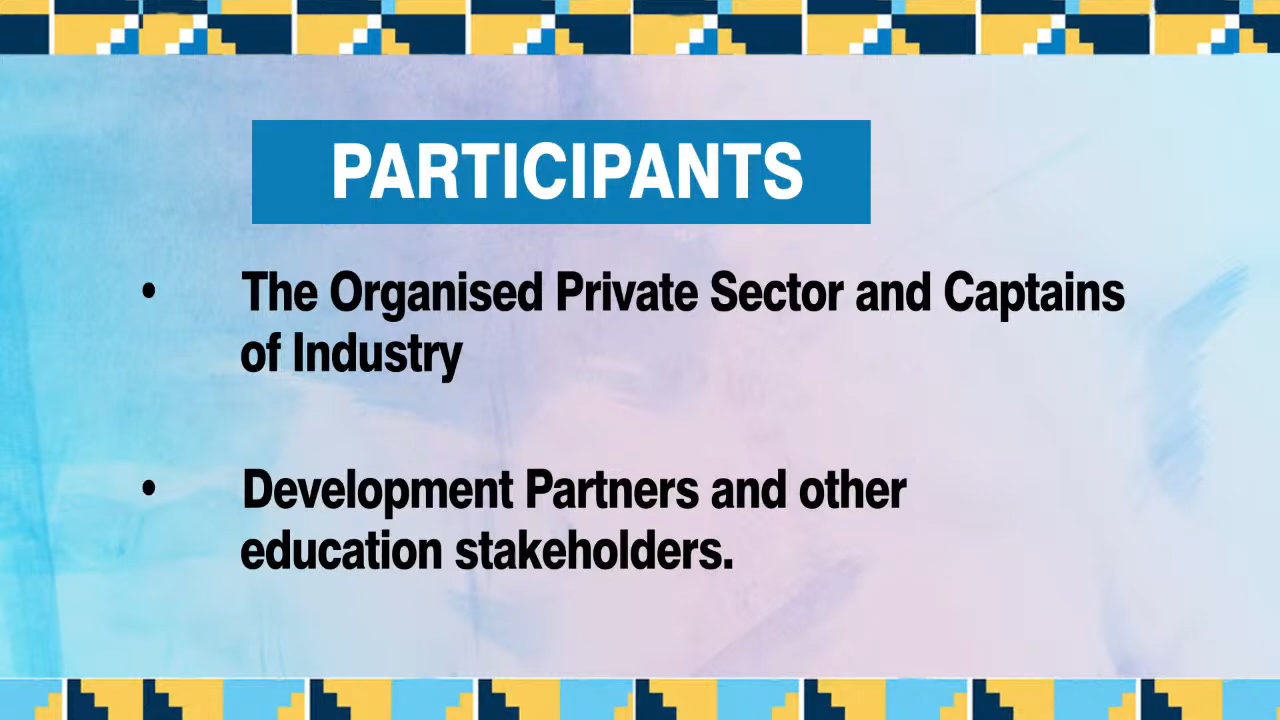 PARTICIPANTS
• The Organised Private Sector and Captains
of Industry
• Development Partners and other
education stakeholders.